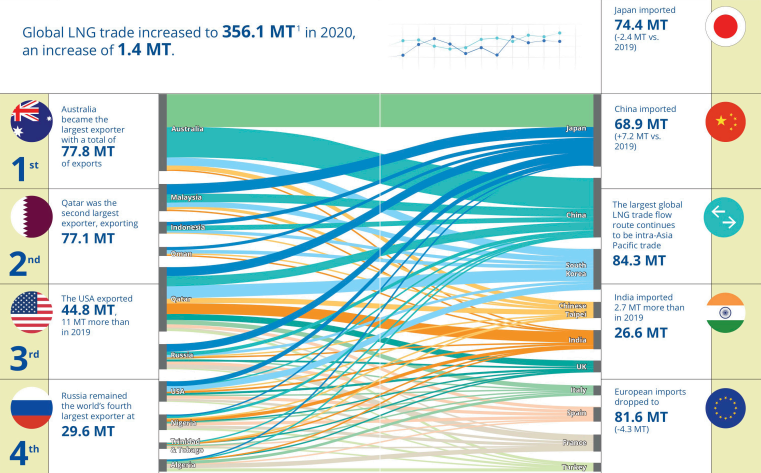 Global LNG trade increased to 356.1 MT¹ in 2020,
an increase of 1.4 MT.
Japan imported
74.4 MT
(-2.4 MT vs.
2019)
1st
Australia
became the
largest exporter
with a total of
77.8 MT
of exports
2nd
Qatar was the
second largest
exporter, exporting
77.1 MT
3rd
The USA exported
44.8 MT,
11 MT more than
in 2019
4th
Russia remained
the world's fourth
largest exporter at
29.6 MT
Australia
Malaysia
Indonesia
Oman
Qatar
Russia
USA
Nigeria
Trinidad
& Tobago
Algeria
Japan
China
South
Korea
Chinese
Taipei
India
UK
Italy
Spain
France
Turkey
China imported
68.9 MT
(+7.2 MT vs.
2019)
The largest global
LNG trade flow
route continues
to be intra-Asia
Pacific trade
84.3 MT
India imported
2.7 MT more than
in 2019
26.6 MT
European imports
dropped to
81.6 MT
(-4.3 MT)